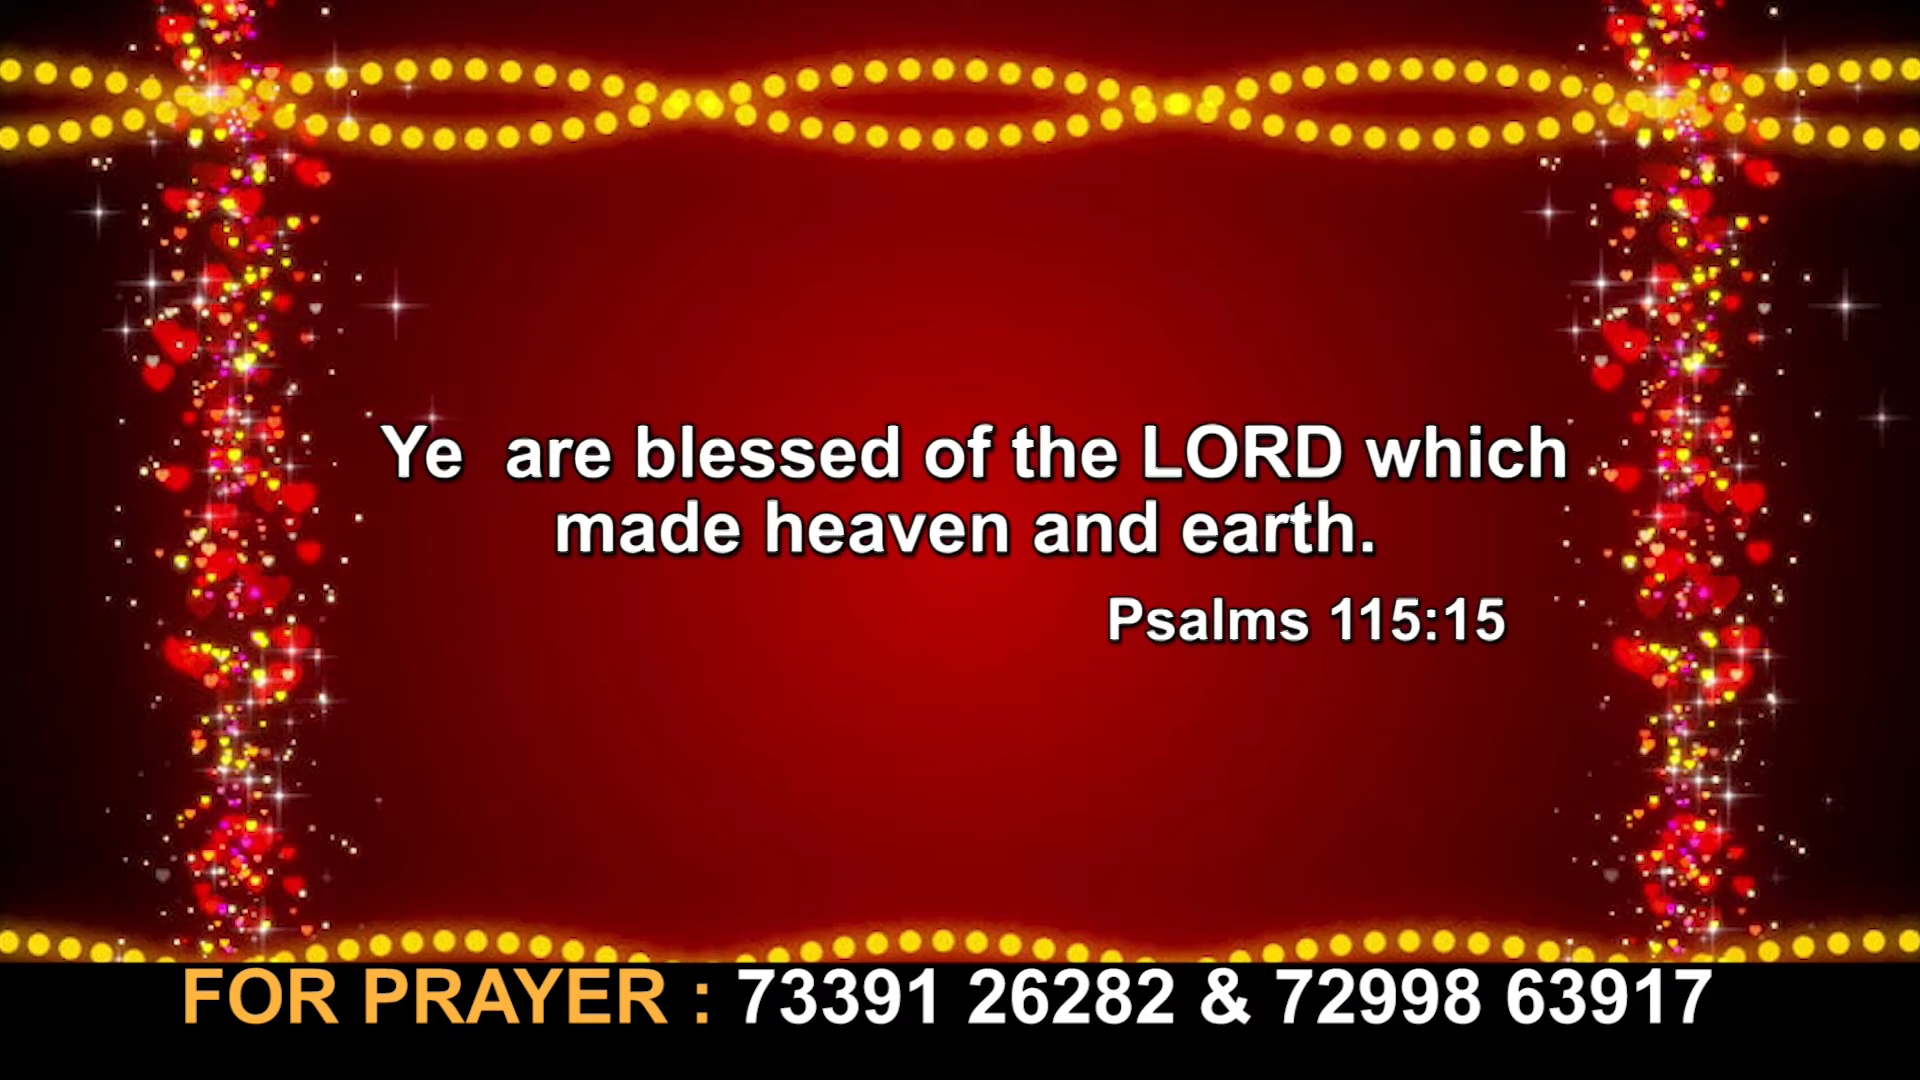 Ye are blessed of the LORD which
made heaven and earth.
Psalms 115:15
FOR PRAYER : 73391 26282 & 72998 63917